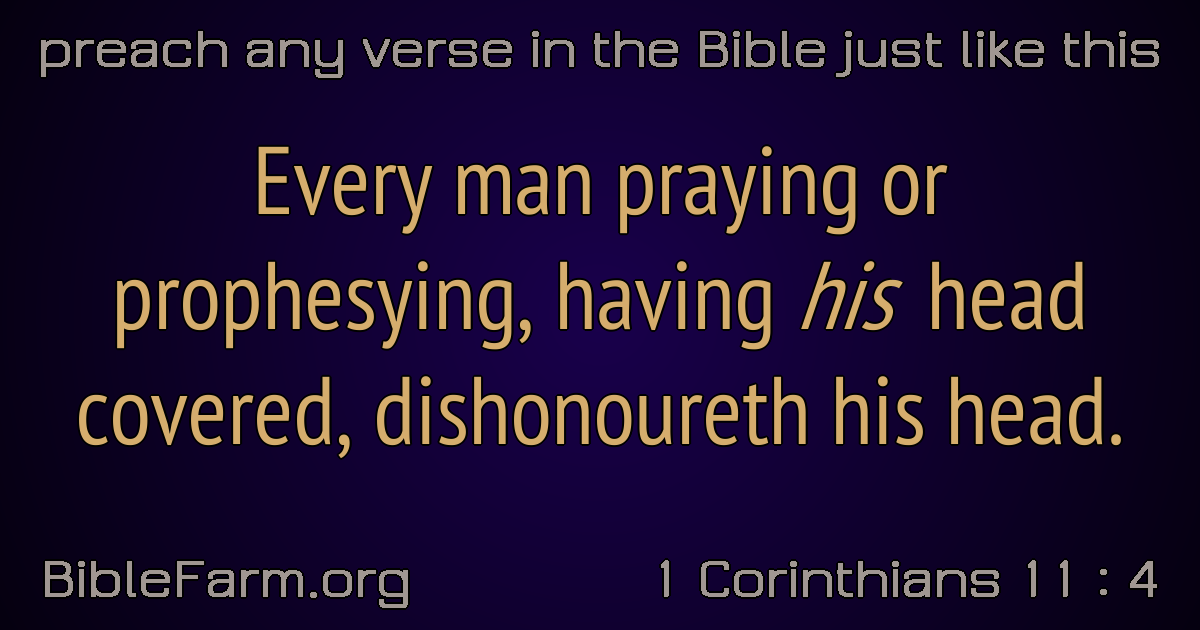 preach any verse in the Bible just like this
Every man praying or
prophesying, having his head
covered, dishonoureth his head.
BibleFarm.org
1 Corinthians 11 : 4